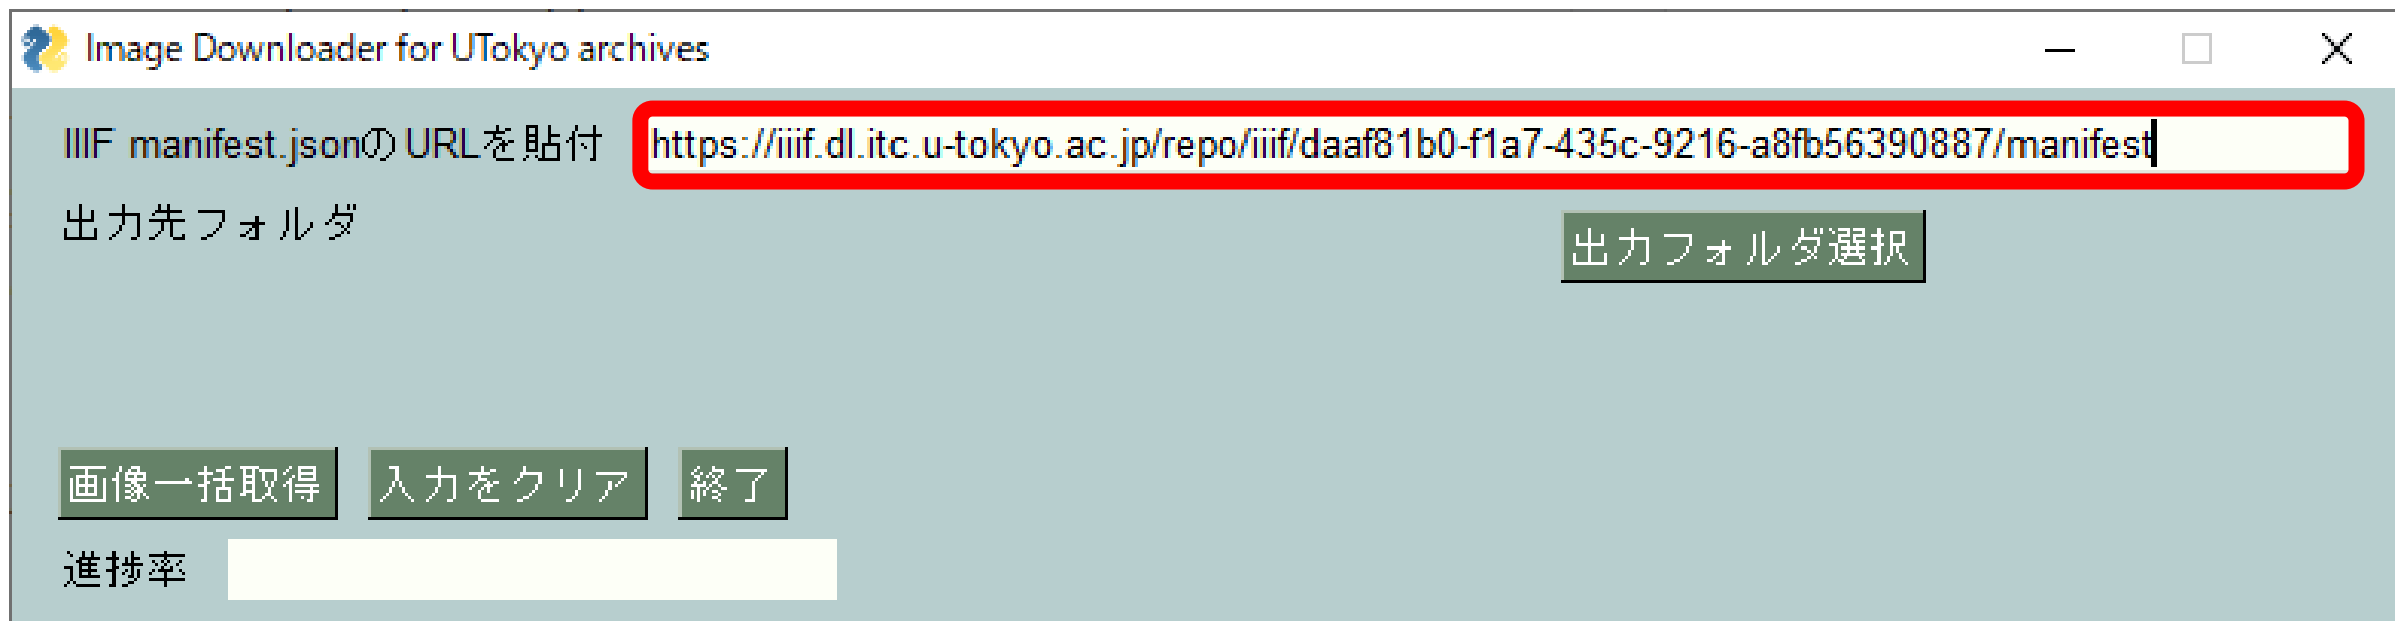 Image Downloader for UTokyo archives
IIIF manifest.jsonのURLを貼付 https://iiif.dl.itc.u-tokyo.ac.jp/repo/iiif/daaf81b0-f1a7-435c-9216-a8fb56390887/manifest
出力先フォルダ 出力フォルダ選択
画像一括取得 入力をクリア 終了
進捗率